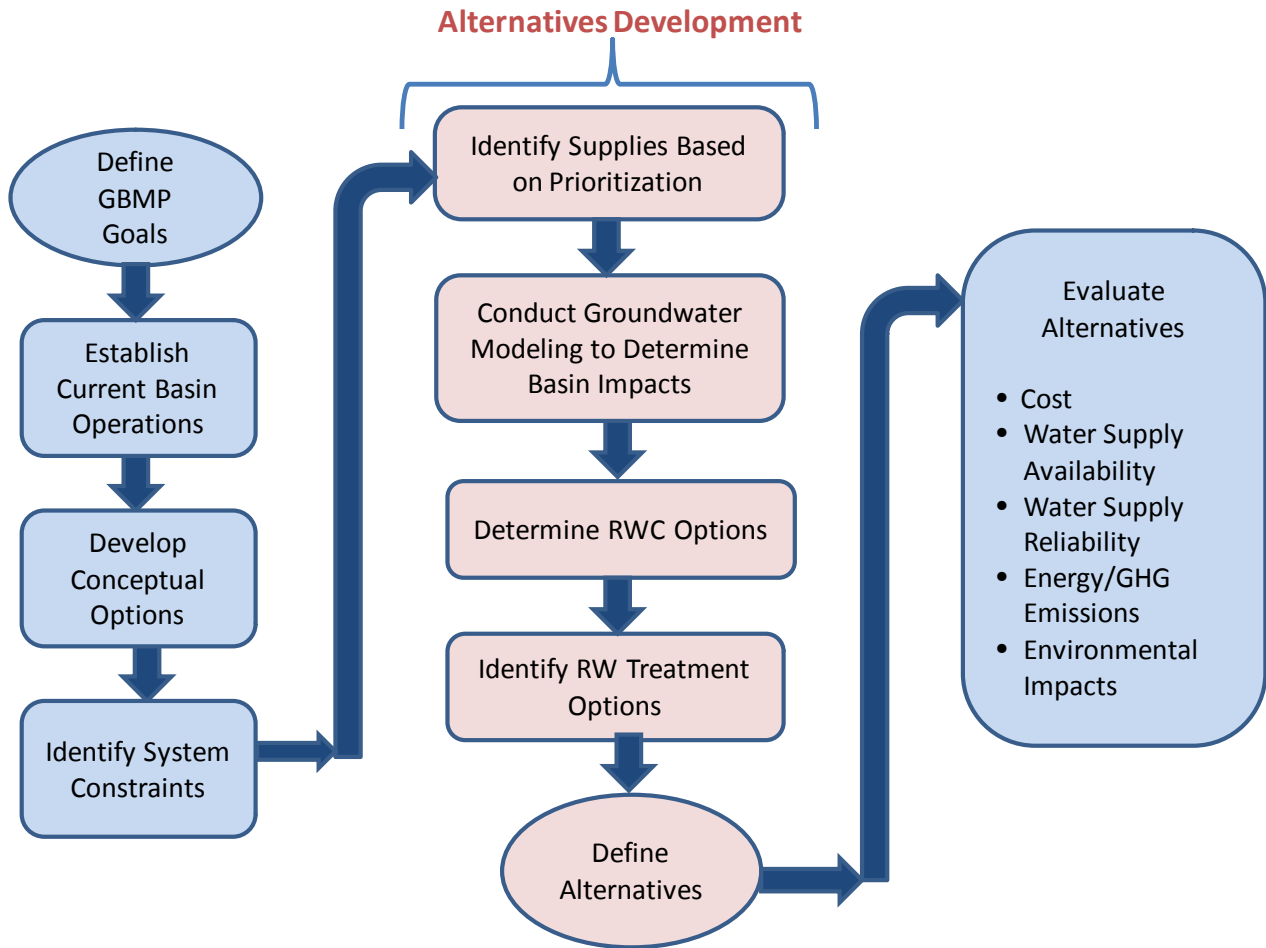 Alternatives Development
Define
GBMP
Goals
Establish
Current Basin
Operations
Develop
Conceptual
Options
Identify System
Constraints
Identify Supplies Based
on Prioritization
Conduct Groundwater
Modeling to Determine
Basin Impacts
Determine RWC Options
Identify RW Treatment
Options
Define
Alternatives
Evaluate
Alternatives
• Cost
• Water Supply
Availability
• Water Supply
Reliability
• Energy/GHG
Emissions
• Environmental
Impacts